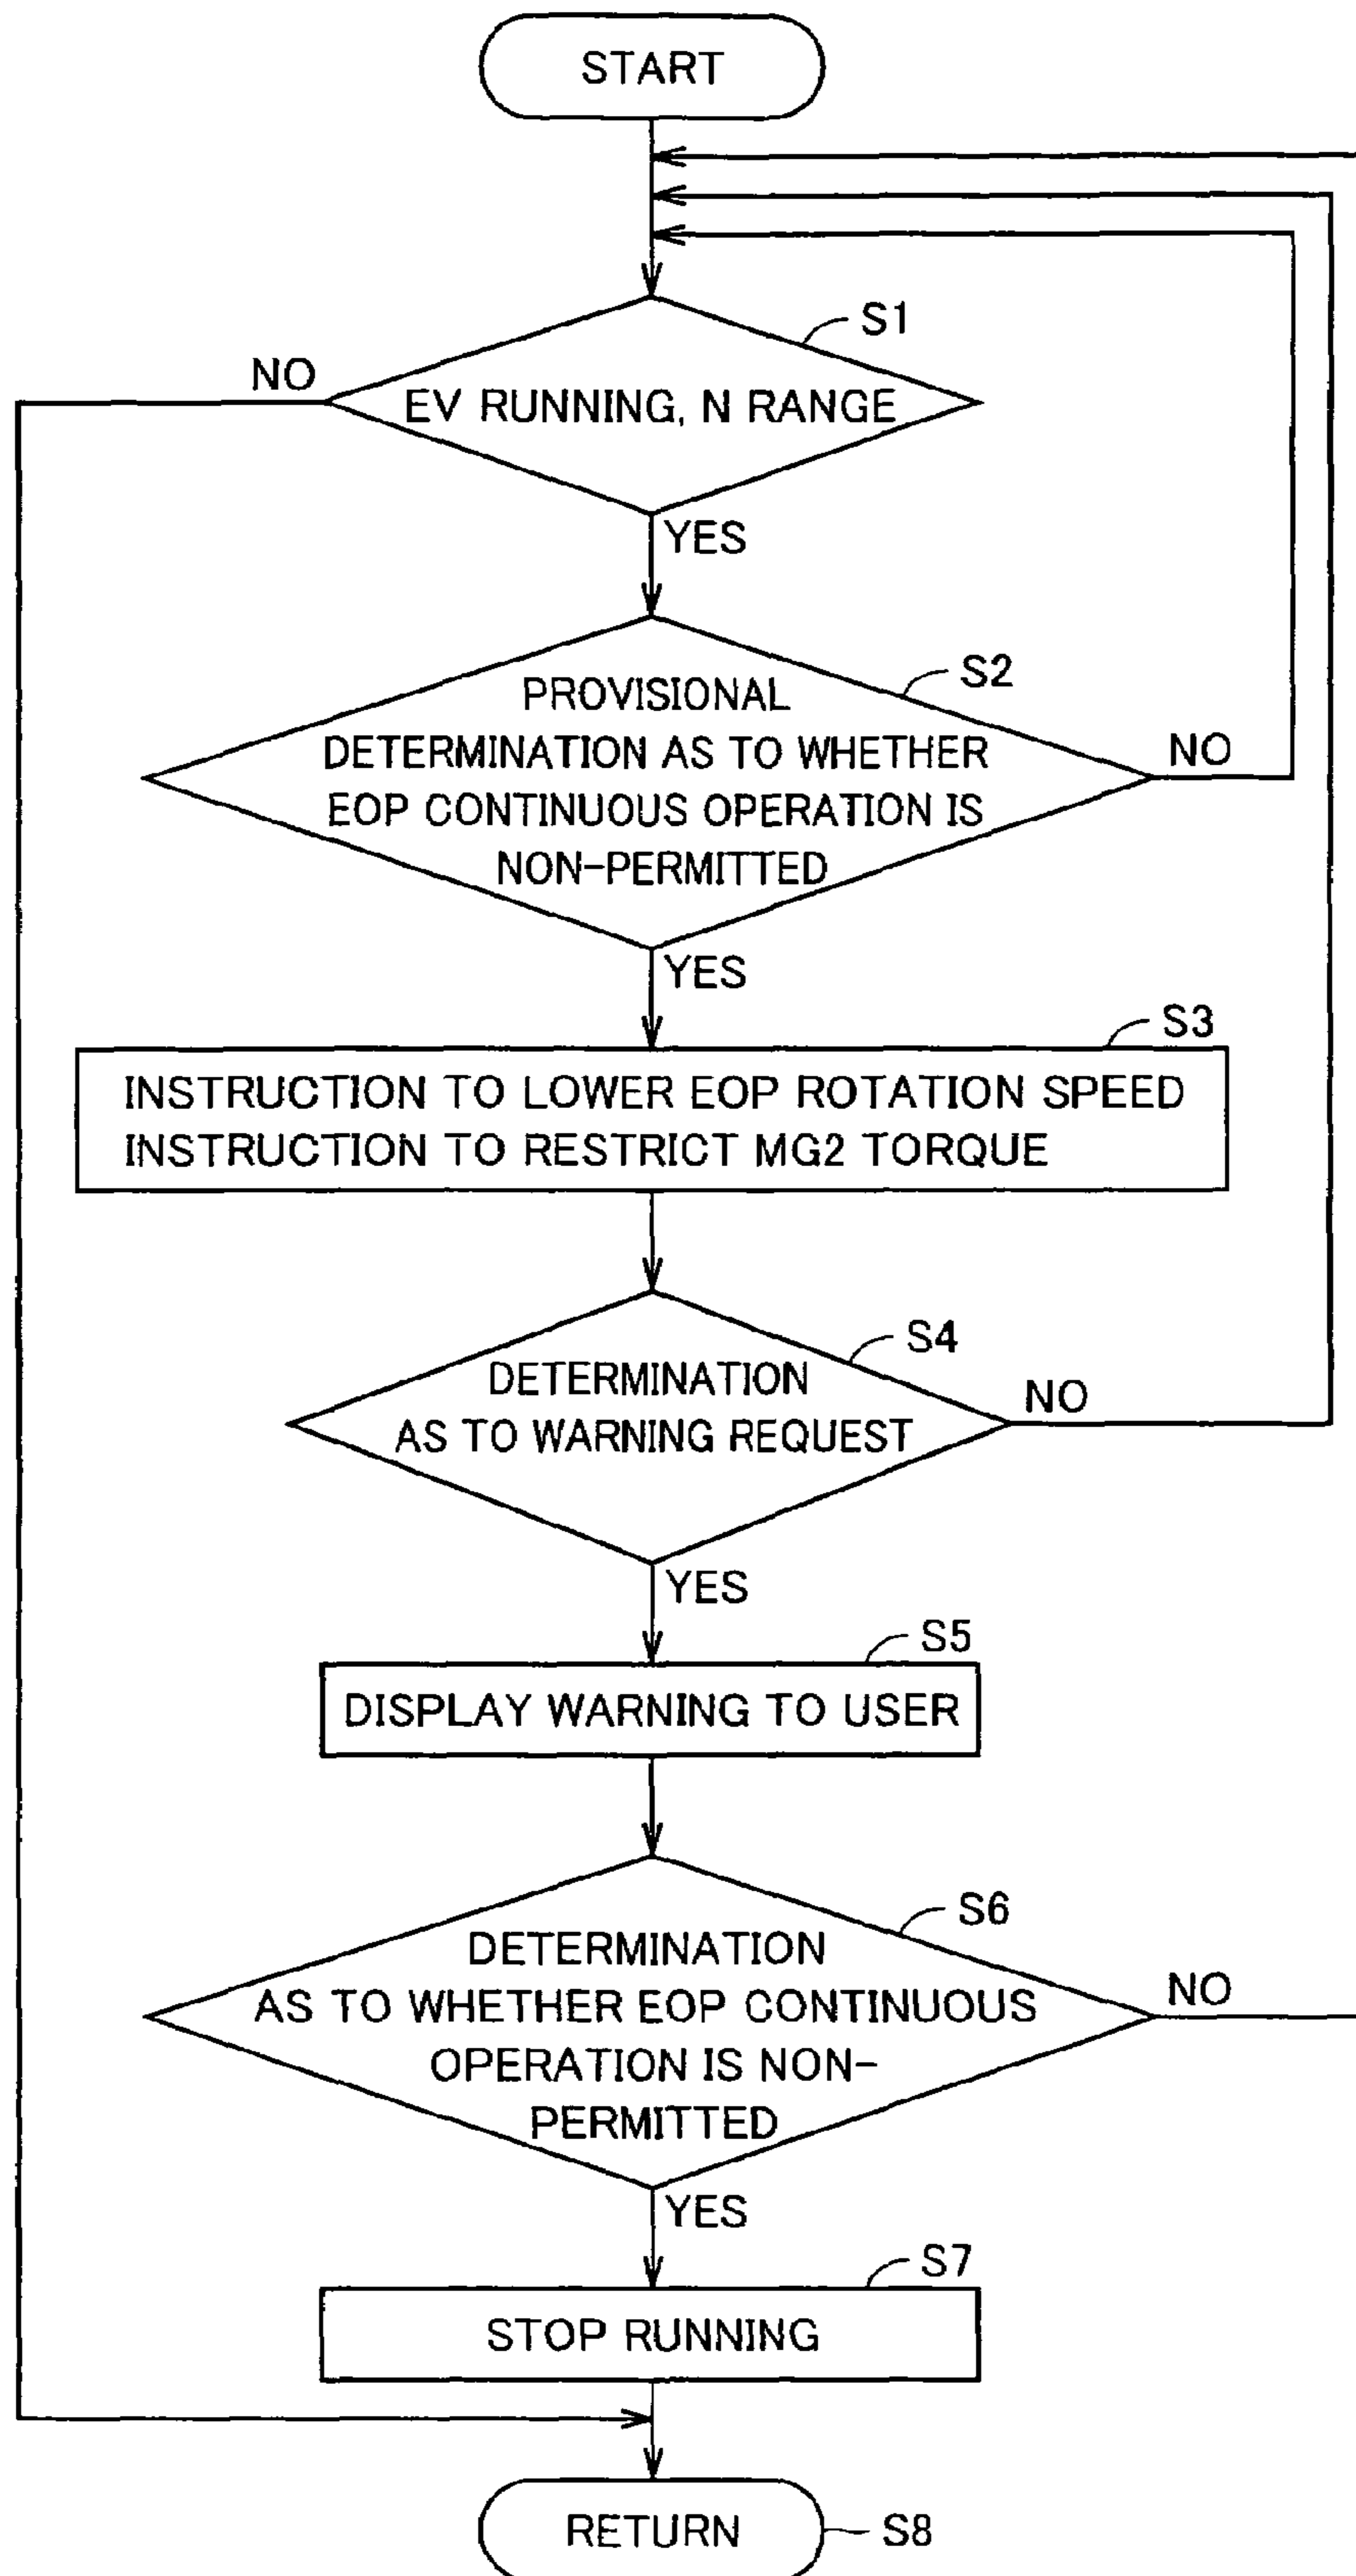 START
S1
NO
EV RUNNING, N RANGE
YES
S2
PROVISIONAL
DETERMINATION AS TO WHETHER
EOP CONTINUOUS OPERATION IS
NON-PERMITTED
NO
YES
S3
INSTRUCTION TO LOWER EOP ROTATION SPEED
INSTRUCTION TO RESTRICT MG2 TORQUE
S4
DETERMINATION
AS TO WARNING REQUEST
NO
YES
S5
DISPLAY WARNING TO USER
S6
DETERMINATION
AS TO WHETHER EOP CONTINUOUS
OPERATION IS NON-
PERMITTED
NO
YES
S7
STOP RUNNING
RETURN
S8